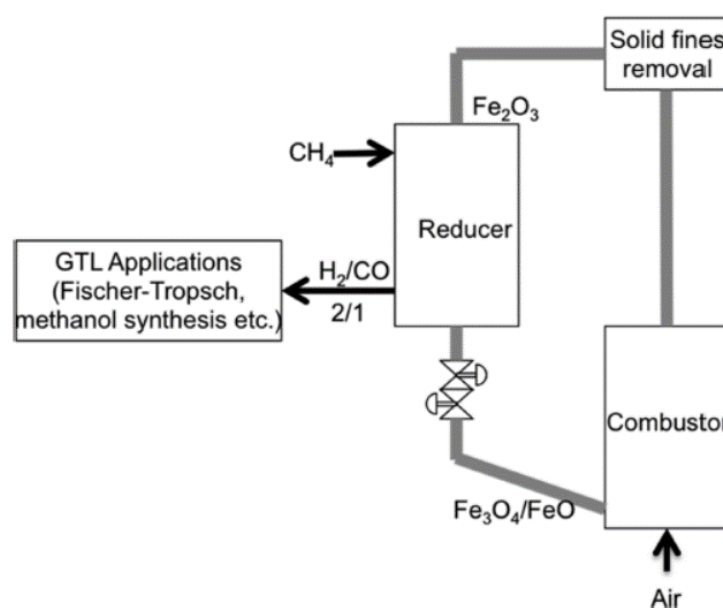 Solid fines
removal
Fe₂O₃
CH₄
Reducer
GTL Applications
(Fischer-Tropsch,
methanol synthesis etc.)
H₂/CO
2/1
Combustor
Fe₃O₄/FeO
Air